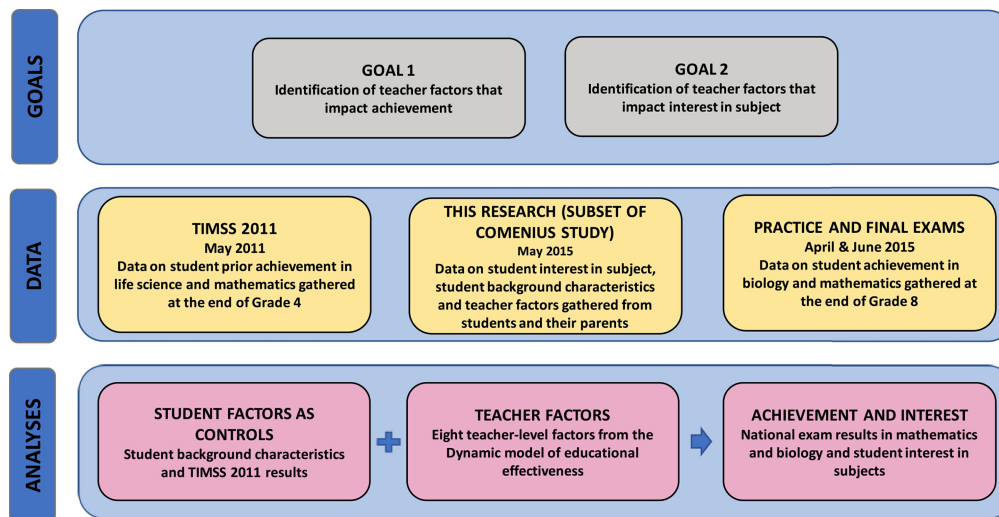 GOALS
GOAL 1
Identification of teacher factors that
impact achievement
GOAL 2
Identification of teacher factors that
impact interest in subject
DATA
TIMSS 2011
May 2011
Data on student prior achievement in
life science and mathematics gathered
at the end of Grade 4
THIS RESEARCH (SUBSET OF
COMENIUS STUDY)
May 2015
Data on student interest in subject,
student background characteristics
and teacher factors gathered from
students and their parents
PRACTICE AND FINAL EXAMS
April & June 2015
Data on student achievement in
biology and mathematics gathered at
the end of Grade 8
ANALYSES
STUDENT FACTORS AS
CONTROLS
Student background characteristics
and TIMSS 2011 results
TEACHER FACTORS
Eight teacher-level factors from the
Dynamic model of educational
effectiveness
ACHIEVEMENT AND INTEREST
National exam results in mathematics
and biology and student interest in
subjects